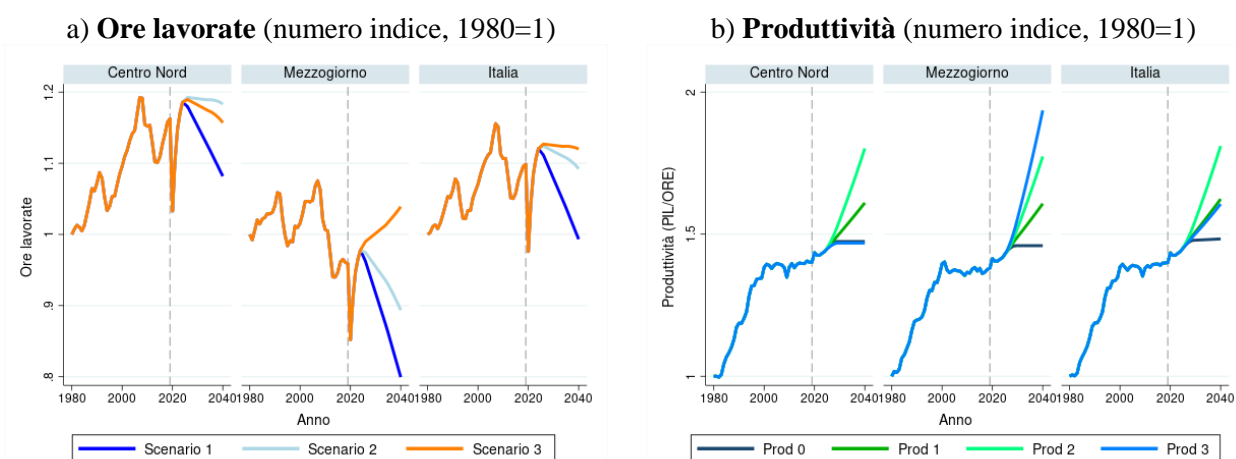 a) Ore lavorate (numero indice, 1980=1)
Centro Nord
Mezzogiorno
Italia
Ore lavorate
1.2
1.1
1
.9
.8
1980
2000
2020
2040
1980
2000
2020
2040
1980
2000
2020
2040
Anno
Scenario 1
Scenario 2
Scenario 3
b) Produttività (numero indice, 1980=1)
Centro Nord
Mezzogiorno
Italia
Produttività (PIL/ORE)
2
1.5
1
1980
2000
2020
2040
1980
2000
2020
2040
1980
2000
2020
2040
Anno
Prod 0
Prod 1
Prod 2
Prod 3